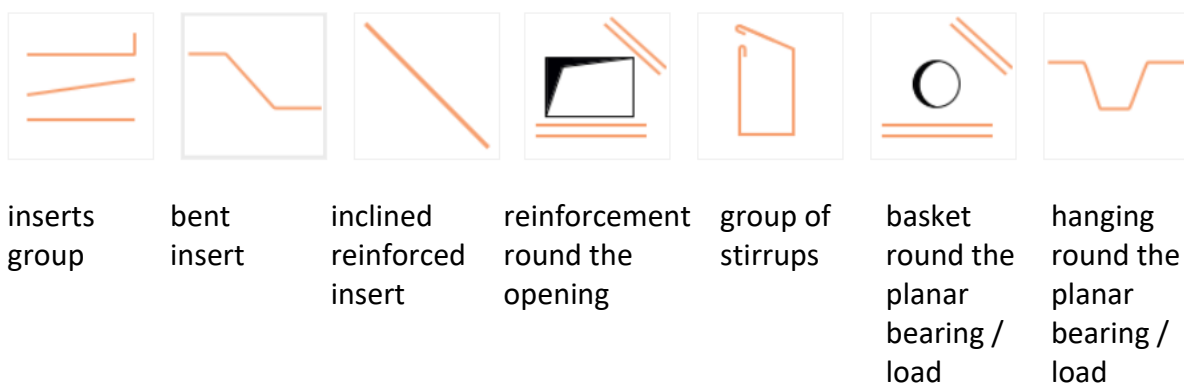 inserts
group
bent
insert
inclined
reinforced
insert
reinforcement
round the
opening
group of
stirrups
basket
round the
planar
bearing /
load
hanging
round the
planar
bearing /
load